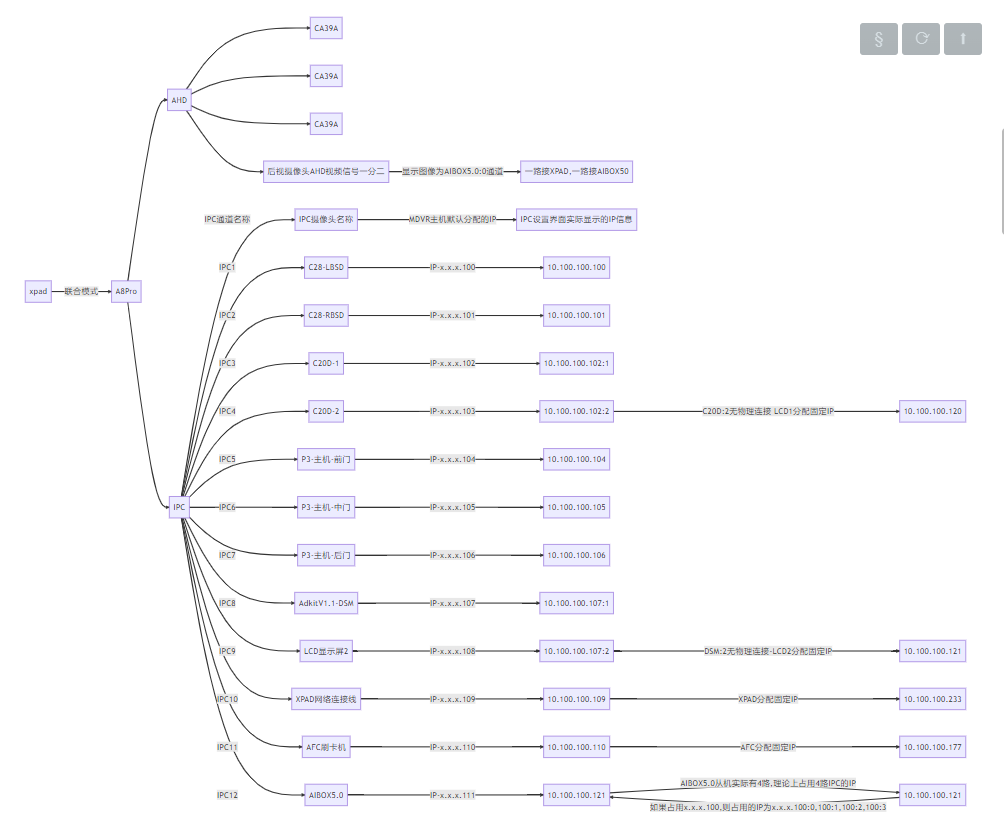 CA39A
CA39A
AHD
CA39A
后视摄像头AHD视频信号一分二
显示图像为AIBOX5.0:0通道
一路接XPAD,一路接AIBOX50
IPC通道名称
IPC摄像头名称
MDVR主机默认分配的IP
IPC设置界面实际显示的IP信息
IPC1
C28-LBSD
IP-x.x.x.100
10.100.100.100
xpad
联合模式
A8Pro
IPC2
C28-RBSD
IP-x.x.x.101
10.100.100.101
IPC3
C20D-1
IP-x.x.x.102
10.100.100.102:1
IPC4
C20D-2
IP-x.x.x.103
10.100.100.102:2
C20D:2无物理连接 LCD1分配固定IP
10.100.100.120
IPC5
P3-主机-前门
IP-x.x.x.104
10.100.100.104
IPC
IPC6
P3-主机-中门
IP-x.x.x.105
10.100.100.105
IPC7
P3-主机-后门
IP-x.x.x.106
10.100.100.106
IPC8
AdkitV1.1-DSM
IP-x.x.x.107
10.100.100.107:1
IPC9
LCD显示屏2
IP-x.x.x.108
10.100.100.107:2
DSM:2无物理连接-LCD2分配固定IP
10.100.100.121
IPC10
XPAD网络连接线
IP-x.x.x.109
10.100.100.109
XPAD分配固定IP
10.100.100.233
IPC11
AFC刷卡机
IP-x.x.x.110
10.100.100.110
AFC分配固定IP
10.100.100.177
IPC12
AIBOX5.0
IP-x.x.x.111
10.100.100.121
AIBOX5.0从机实际有4路,理论上占用4路IPC的IP
如果占用x.x.x.100,则占用的IP为x.x.x.100:0,100:1,100:2,100:3
10.100.100.121